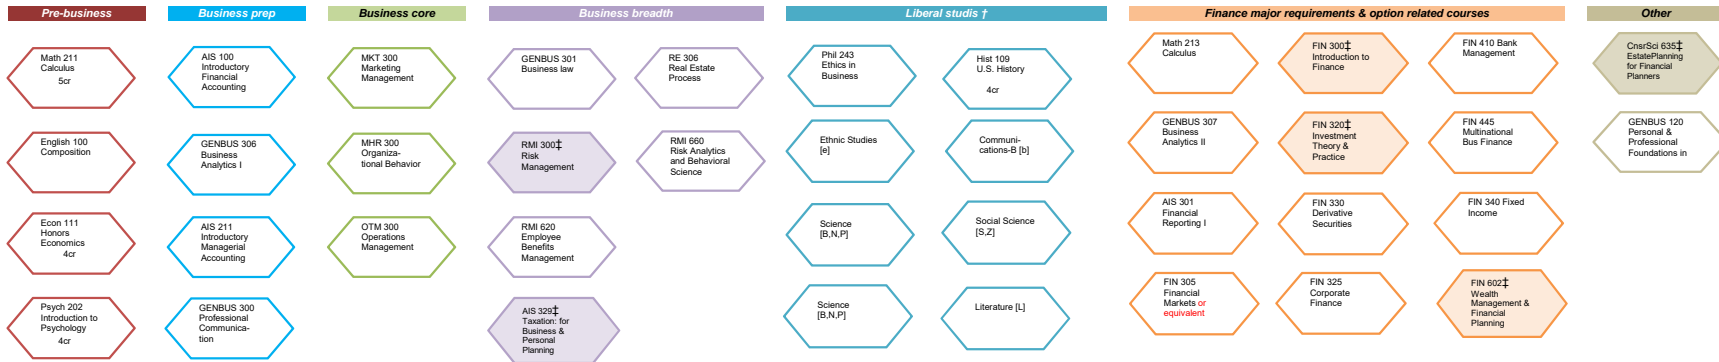 Pre-business
Business prep
Business core
Business breadth
Liberal studis †
Finance major requirements & option related courses
Other
Math 211
Calculus
5cr
English 100
Composition
Econ 111
Honors
Economics
4cr
Psych 202
Introduction to
Psychology
4cr
AIS 100
Introductory
Financial
Accounting
GENBUS 306
Business
Analytics I
AIS 211
Introductory
Managerial
Accounting
GENBUS 300
Professional
Communica-
tion
MKT 300
Marketing
Management
MHR 300
Organiza-
tional Behavior
OTM 300
Operations
Management
GENBUS 301
Business law
RMI 300‡
Risk
Management
RMI 620
Employee
Benefits
Management
AIS 329‡
Taxation: for
Business &
Personal
Planning
RE 306
Real Estate
Process
RMI 660
Risk Analytics
and Behavioral
Science
Phil 243
Ethics in
Business
Ethnic Studies
[e]
Science
[B,N,P]
Science
[B,N,P]
Hist 109
U.S. History
4cr
Communi-
cations-B [b]
Social Science
[S,Z]
Literature [L]
Math 213
Calculus
GENBUS 307
Business
Analytics II
AIS 301
Financial
Reporting I
FIN 305
Financial
Markets or
equivalent
FIN 300‡
Introduction to
Finance
FIN 320‡
Investment
Theory &
Practice
FIN 330
Derivative
Securities
FIN 325
Corporate
Finance
FIN 410 Bank
Management
FIN 445
Multinational
Bus Finance
FIN 340 Fixed
Income
FIN 602‡
Wealth
Management &
Financial
Planning
CnsrSci 635‡
EstatePlanning
for Financial
Planners
GENBUS 120
Personal &
Professional
Foundations in